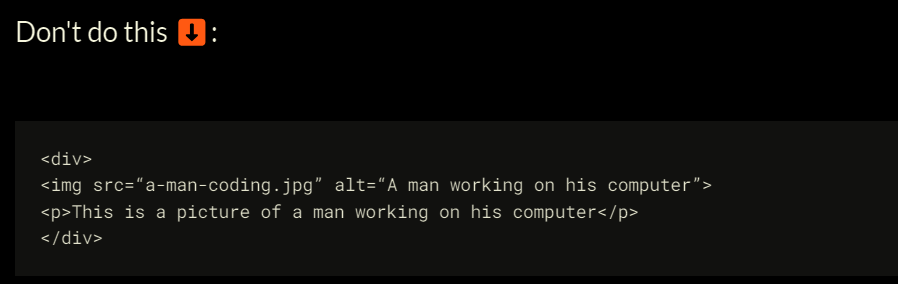 Don't do this ⬇:
<div>
<img src=“a-man-coding.jpg” alt=“A man working on his computer”>
<p>This is a picture of a man working on his computer</p>
</div>